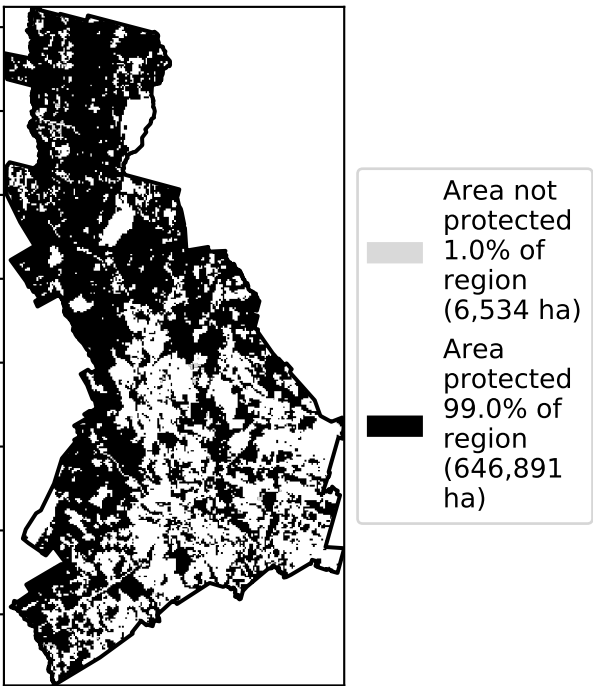 Area not
protected
1.0% of
region
(6,534 ha)
Area
protected
99.0% of
region
(646,891
ha)